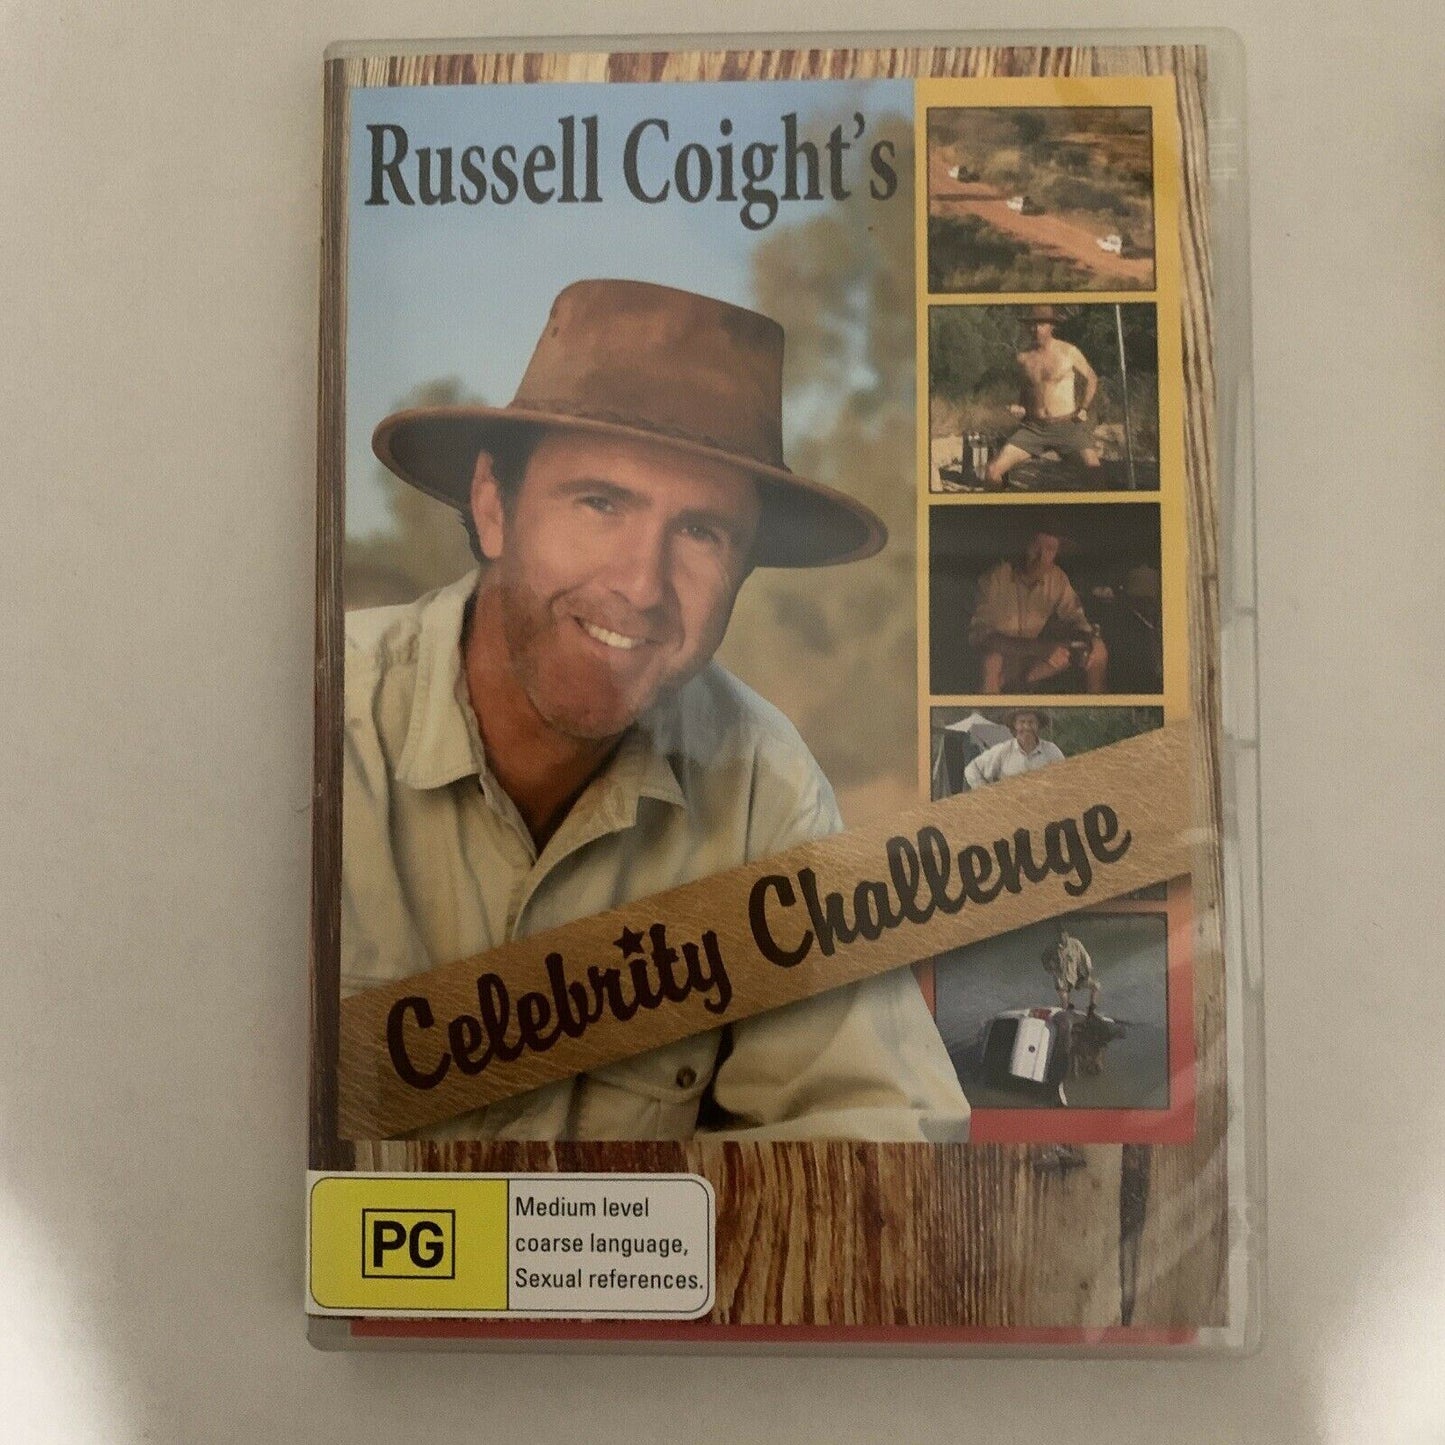 Russell Coight's
Celebrity Challenge
PG
Medium level
coarse language,
Sexual references.